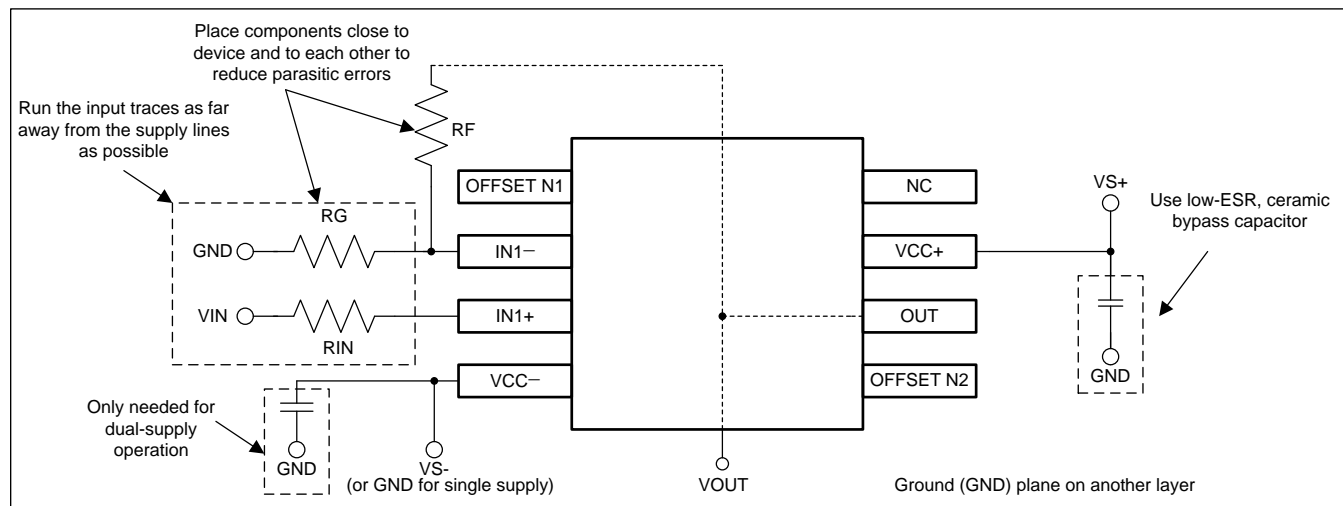 Place components close to
device and to each other to
reduce parasitic errors
Run the input traces as far
away from the supply lines
as possible
RF
OFFSET N1
NC
VS+
Use low-ESR, ceramic
bypass capacitor
RG
GND
IN1−
VCC+
VIN
IN1+
OUT
RIN
VCC−
OFFSET N2
GND
Only needed for
dual-supply
operation
GND
VS-
(or GND for single supply)
VOUT
Ground (GND) plane on another layer